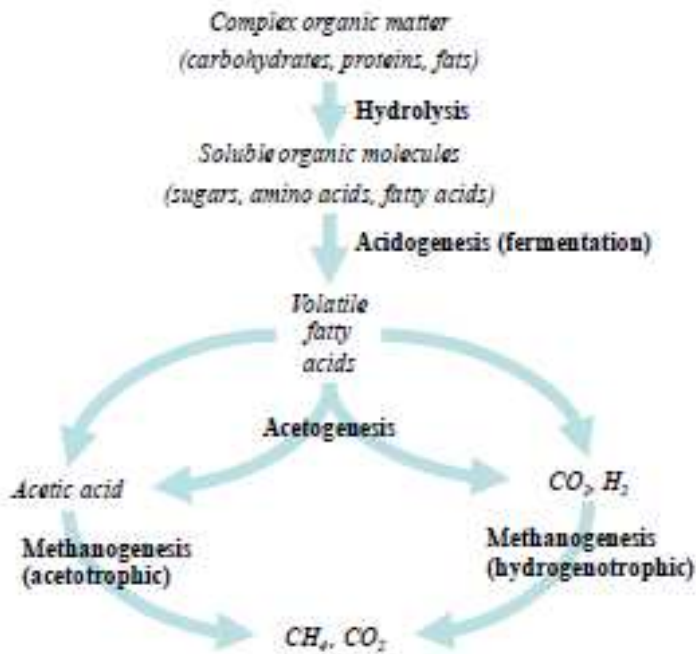 Complex organic matter
(carbohydrates, proteins, fats)
Hydrolysis
Soluble organic molecules
(sugars, amino acids, fatty acids)
Acidogenesis (fermentation)
Volatile
fatty
acids
Acetogenesis
Acetic acid
CO₂, H₂
Methanogenesis
(acetotrophic)
Methanogenesis
(hydrogenotrophic)
CH₄, CO₂